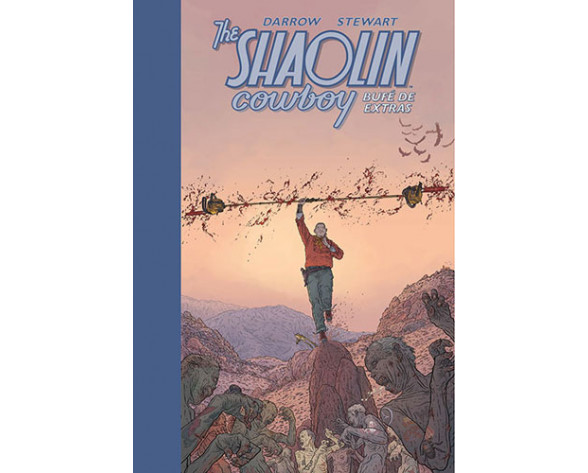 DARROW STEWART
The
SHAOLIN
cowboy
BUFÉ DE
EXTRAS